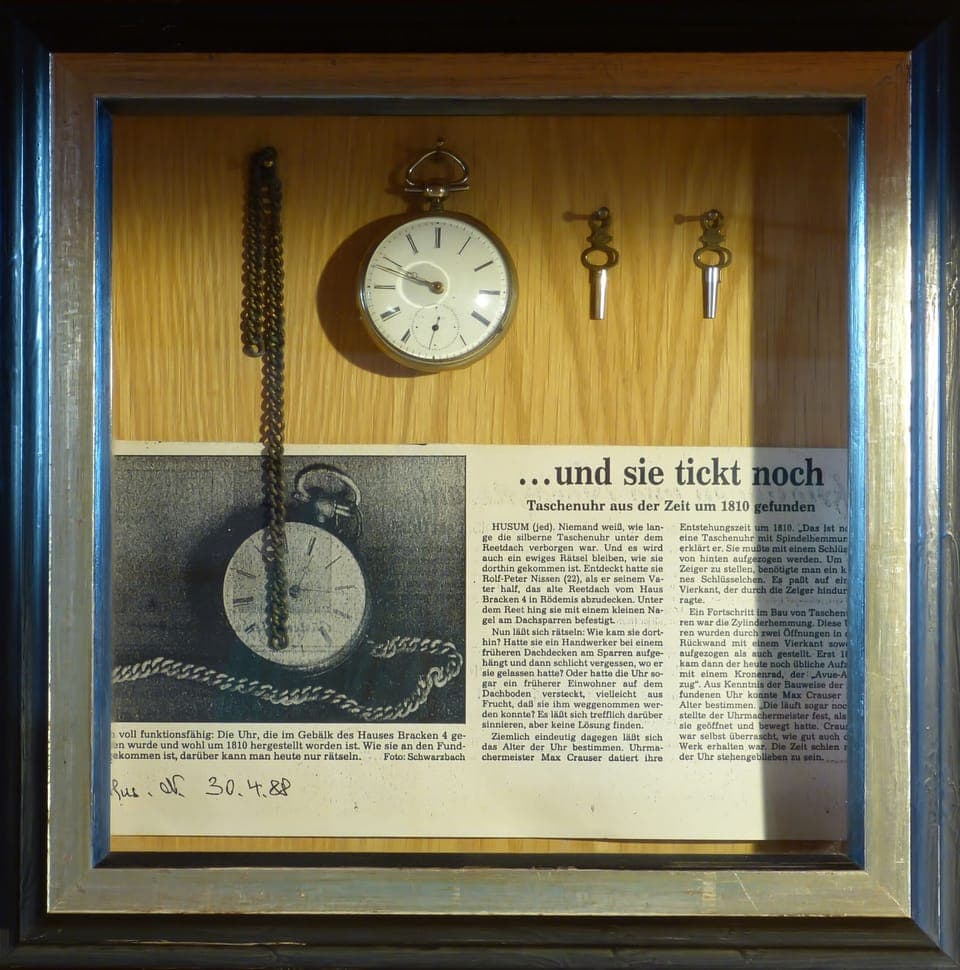 ...und sie tickt noch
Taschenuhr aus der Zeit um 1810 gefunden
HUSUM (jed). Niemand weiß, wie lan-
ge die silberne Taschenuhr unter dem
Reetdach verborgen war. Und es wird
auch ein ewiges Rätsel bleiben, wie sie
dorthin gekommen ist. Entdeckt hatte sie
Rolf-Peter Nissen (22), als er seinem Va-
ter half, das alte Reetdach vom Haus
Bracken 4 in Rödemis abzudecken. Unter
dem Reet hing sie mit einem kleinen Na-
gel am Dachsparren befestigt.
Nun läßt sich rätseln: Wie kam sie dort-
hin? Hatte sie ein Handwerker bei einem
früheren Dachdecken am Sparren aufge-
hängt und dann schlicht vergessen, wo er
sie gelassen hatte? Oder hatte die Uhr so-
gar ein früherer Einwohner auf dem
Dachboden versteckt, vielleicht aus
Frucht, daß sie ihm weggenommen wer-
den konnte? Es läßt sich trefflich darüber
sinnieren, aber keine Lösung finden.
Ziemlich eindeutig dagegen läßt sich
das Alter der Uhr bestimmen. Uhrma-
chermeister Max Crauser datiert ihre
Entstehungszeit um 1810. „Das ist
eine Taschenuhr mit Spindelhemmun
erklärt er. Sie mußte mit einem Schlüs
von hinten aufgezogen werden. Um
Zeiger zu stellen, benötigte man ein k
nes Schlüsselchen. Es paßt auf ein
Vierkant, der durch die Zeiger hindur
ragte.
Ein Fortschritt im Bau von Taschen
ren war die Zylinderhemmung. Diese
ren wurden durch zwei Öffnungen in
Rückwand mit einem Vierkant sowo
aufgezogen als auch gestellt. Erst
kam dann der heute noch übliche Aufz
mit einem Kronenrad, der „Avue-A
zug". Aus Kenntnis der Bauweise der
fundenen Uhr konnte Max Crauser
Alter bestimmen. „Die läuft sogar noc
stellte der Uhrmachermeister fest, als
sie geöffnet und bewegt hatte. Craus
war selbst überrascht, wie gut auch d
Werk erhalten war. Die Zeit schien
der Uhr stehengeblieben zu sein.
voll funktionsfähig: Die Uhr, die im Gebälk des Hauses Bracken 4 ge-
en wurde und wohl um 1810 hergestellt worden ist. Wie sie an den Fund-
gekommen ist, darüber kann man heute nur rätseln. Foto: Schwarzbach
30.4.88